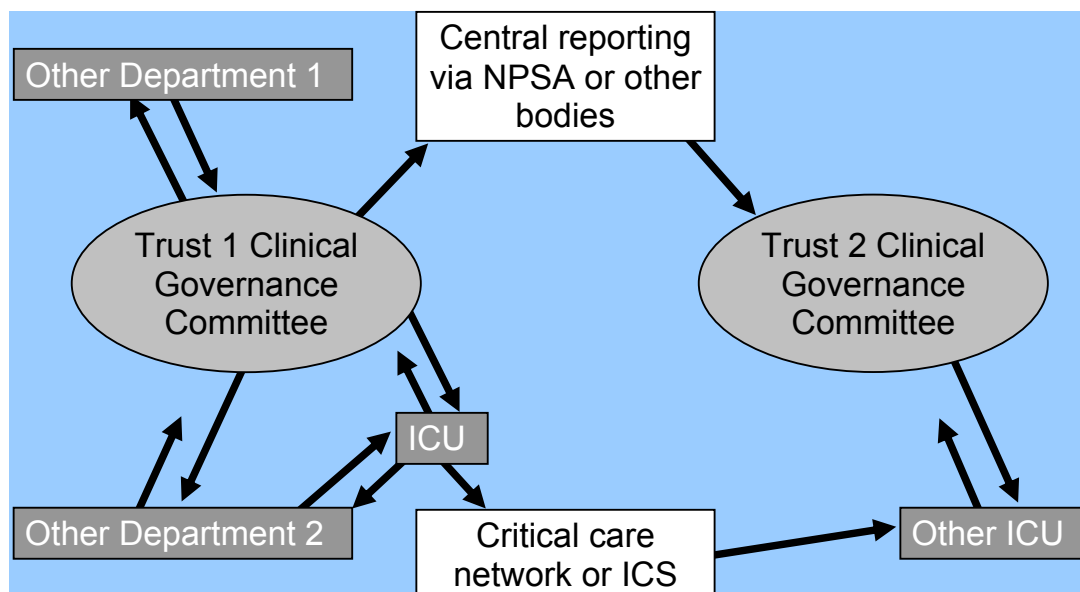 Other Department 1
Central reporting
via NPSA or other
bodies
Trust 1 Clinical
Governance
Committee
Trust 2 Clinical
Governance
Committee
ICU
Other Department 2
Critical care
network or ICS
Other ICU